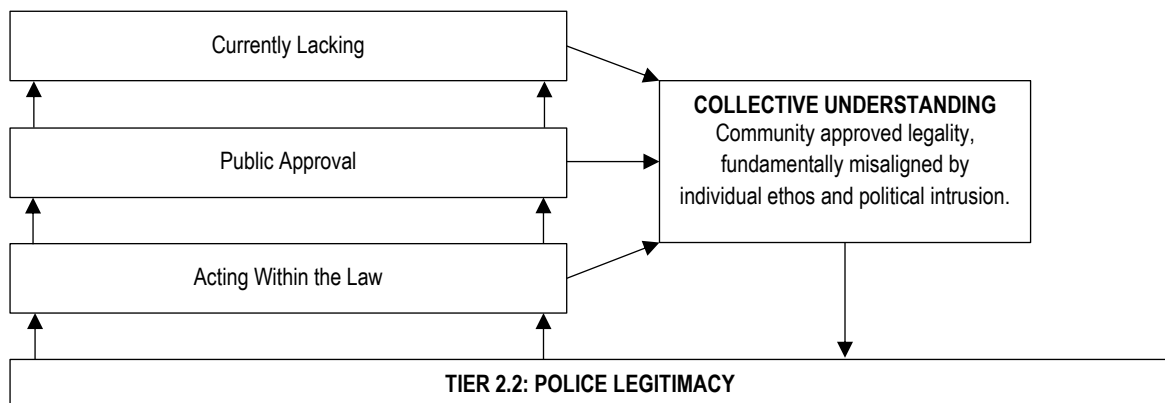 Currently Lacking
COLLECTIVE UNDERSTANDING
Community approved legality,
fundamentally misaligned by
individual ethos and political intrusion.
Public Approval
Acting Within the Law
TIER 2.2: POLICE LEGITIMACY